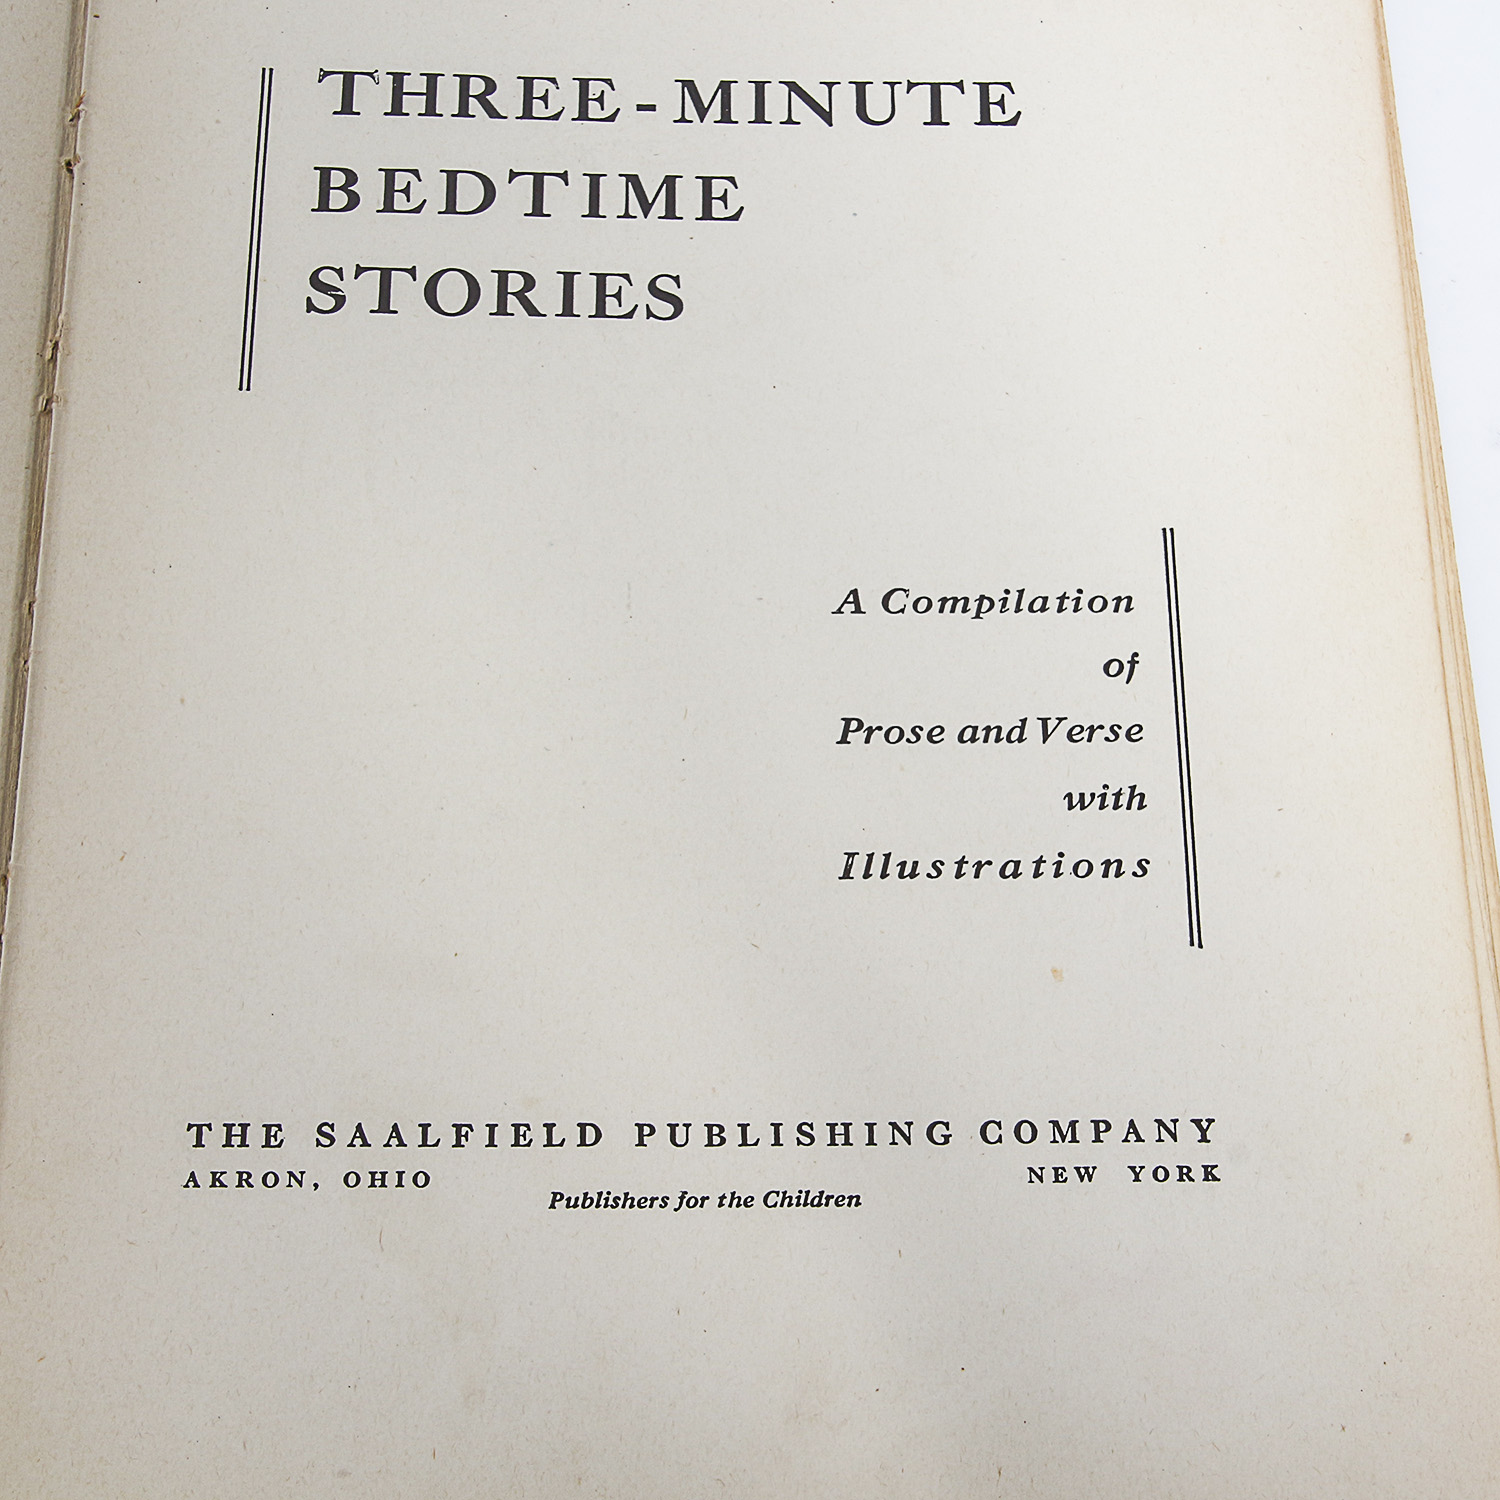 THREE-MINUTE
BEDTIME
STORIES
A Compilation
of
Prose and Verse
with
Illustrations
THE SAALFIELD PUBLISHING COMPANY
AKRON, OHIO NEW YORK
Publishers for the Children